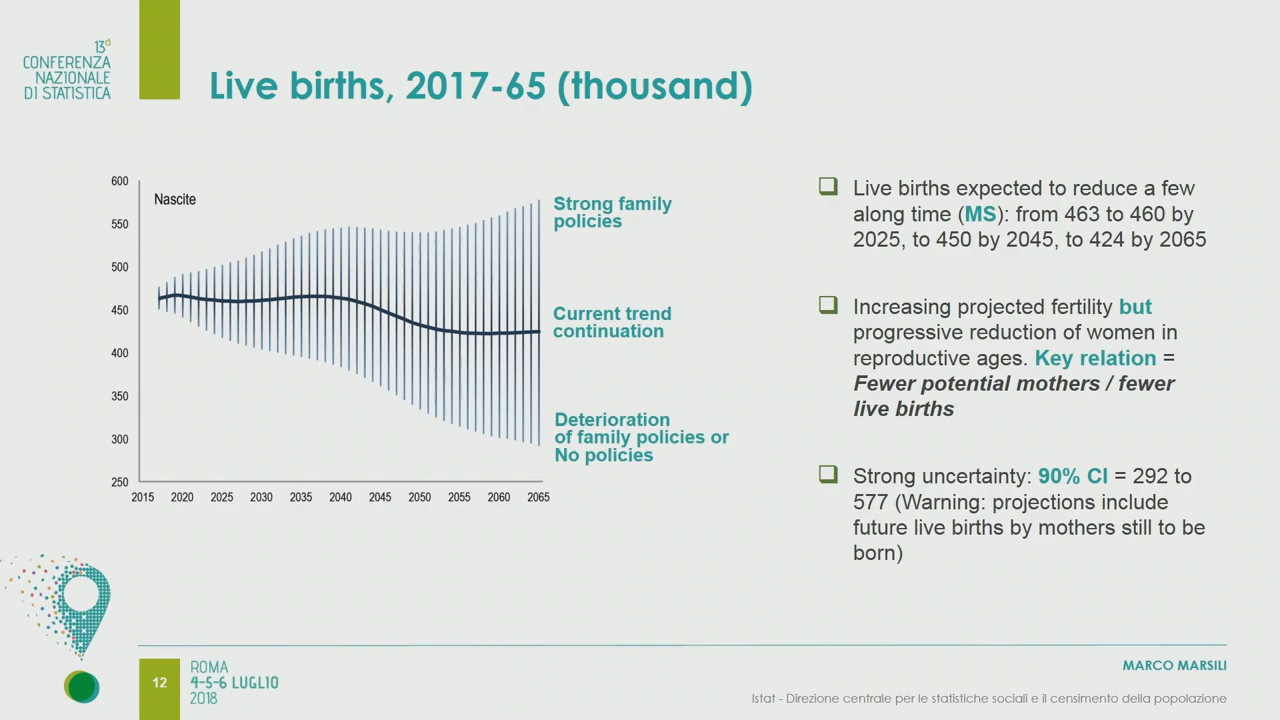 13a
CONFERENZA
NAZIONALE
DI STATISTICA
Live births, 2017-65 (thousand)
Nascite
600
550
500
450
400
350
300
250
2015 2020 2025 2030 2035 2040 2045 2050 2055 2060 2065
Strong family
policies
Current trend
continuation
Deterioration
of family policies or
No policies
Live births expected to reduce a few
along time (MS): from 463 to 460 by
2025, to 450 by 2045, to 424 by 2065
Increasing projected fertility but
progressive reduction of women in
reproductive ages. Key relation =
Fewer potential mothers / fewer
live births
Strong uncertainty: 90% CI = 292 to
577 (Warning: projections include
future live births by mothers still to be
born)
12
ROMA
4-5-6 LUGLIO
2018
MARCO MARSILI
Istat - Direzione centrale per le statistiche sociali e il censimento della popolazione